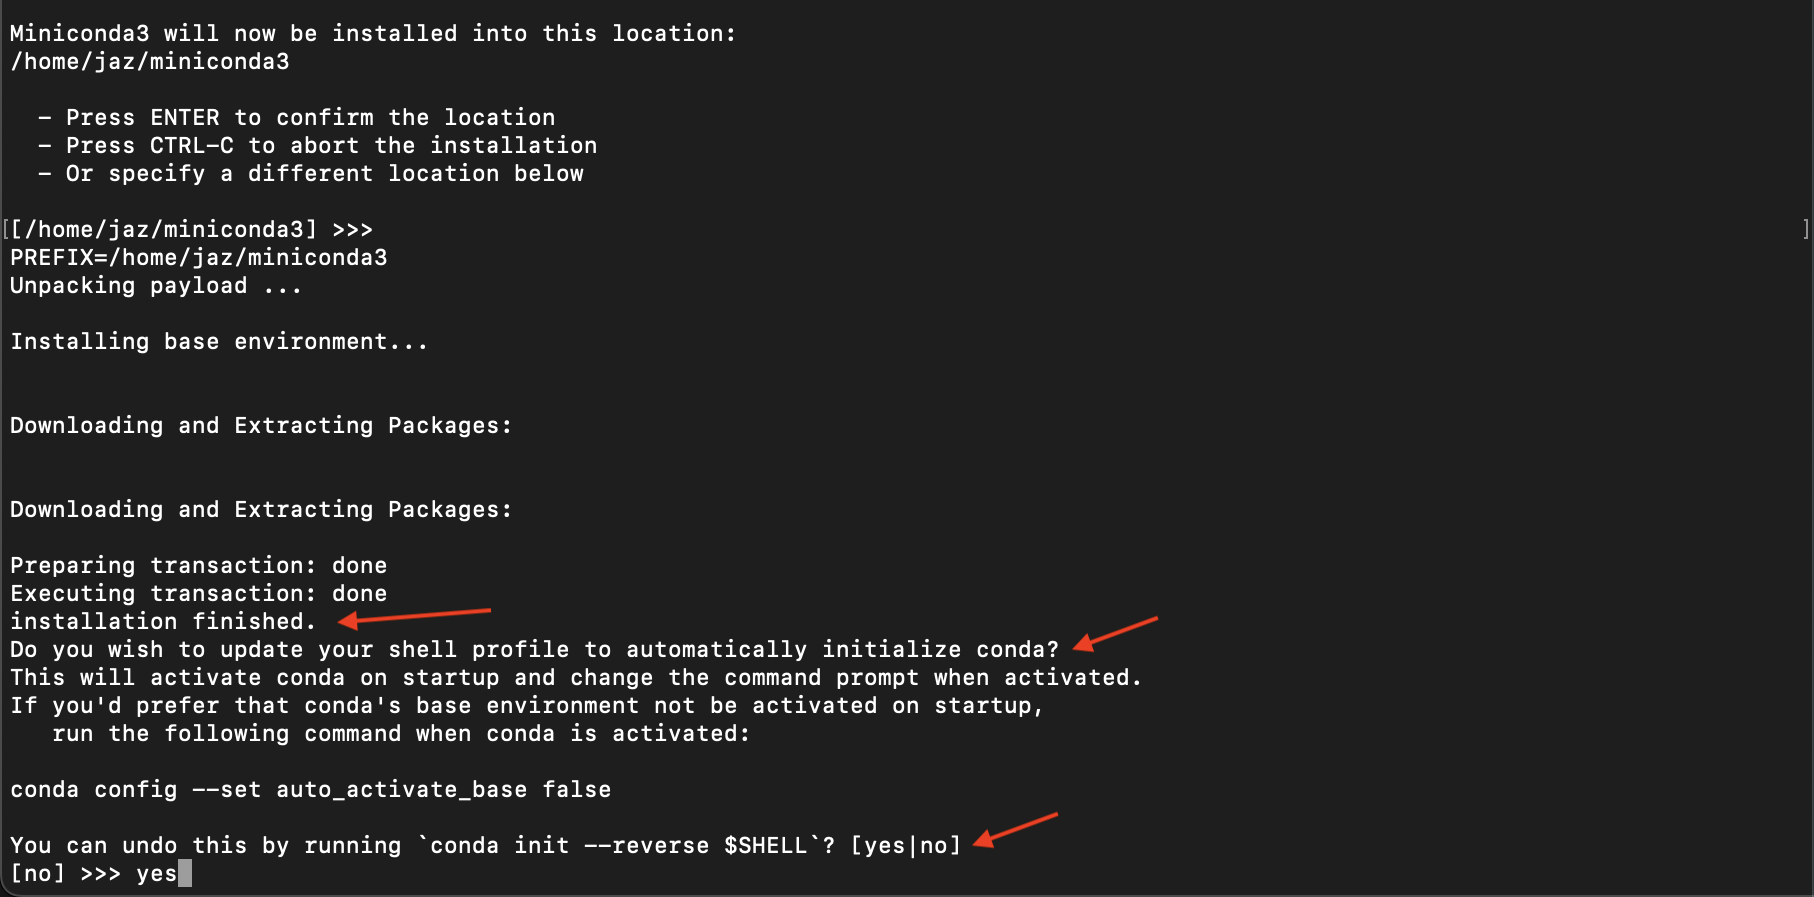 Miniconda3 will now be installed into this location:
/home/jaz/miniconda3
  - Press ENTER to confirm the location
  - Press CTRL-C to abort the installation
  - Or specify a different location below
[[/home/jaz/miniconda3] >>> ]
PREFIX=/home/jaz/miniconda3
Unpacking payload ...
Installing base environment...
Downloading and Extracting Packages:
Downloading and Extracting Packages:
Preparing transaction: done
Executing transaction: done
installation finished.
Do you wish to update your shell profile to automatically initialize conda?
This will activate conda on startup and change the command prompt when activated.
If you'd prefer that conda's base environment not be activated on startup,
   run the following command when conda is activated:
conda config --set auto_activate_base false
You can undo this by running `conda init --reverse $SHELL`? [yes|no]
[no] >>> yes